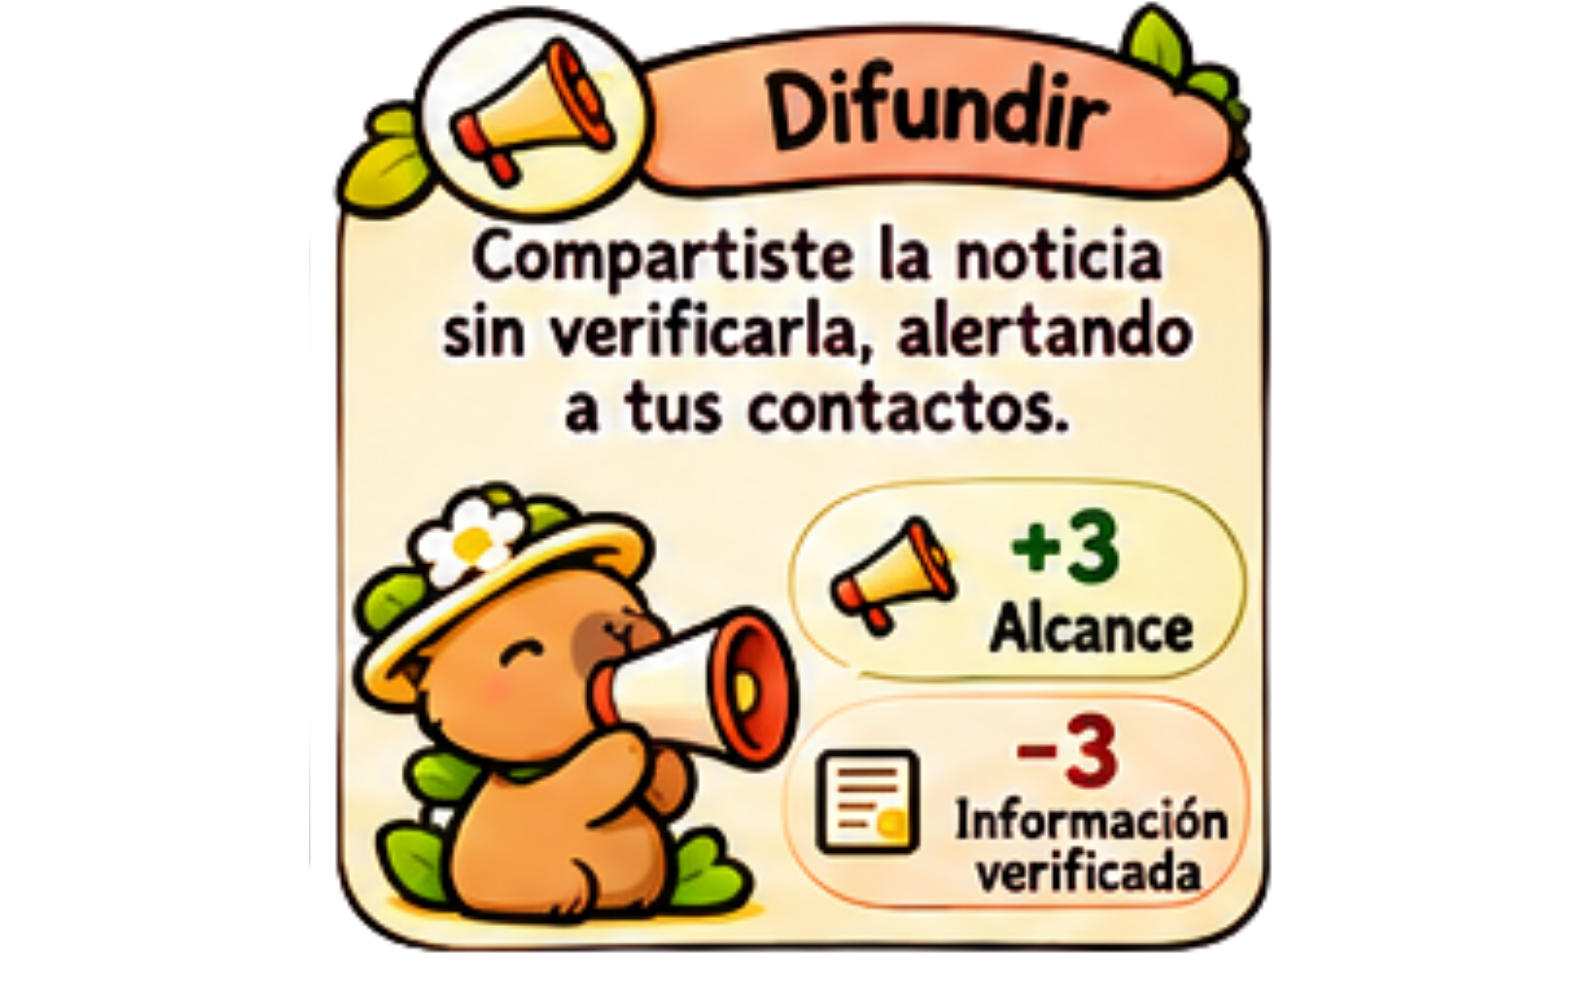 Difundir
Compartiste la noticia
sin verificarla, alertando
a tus contactos.
+3
Alcance
-3
Información
verificada